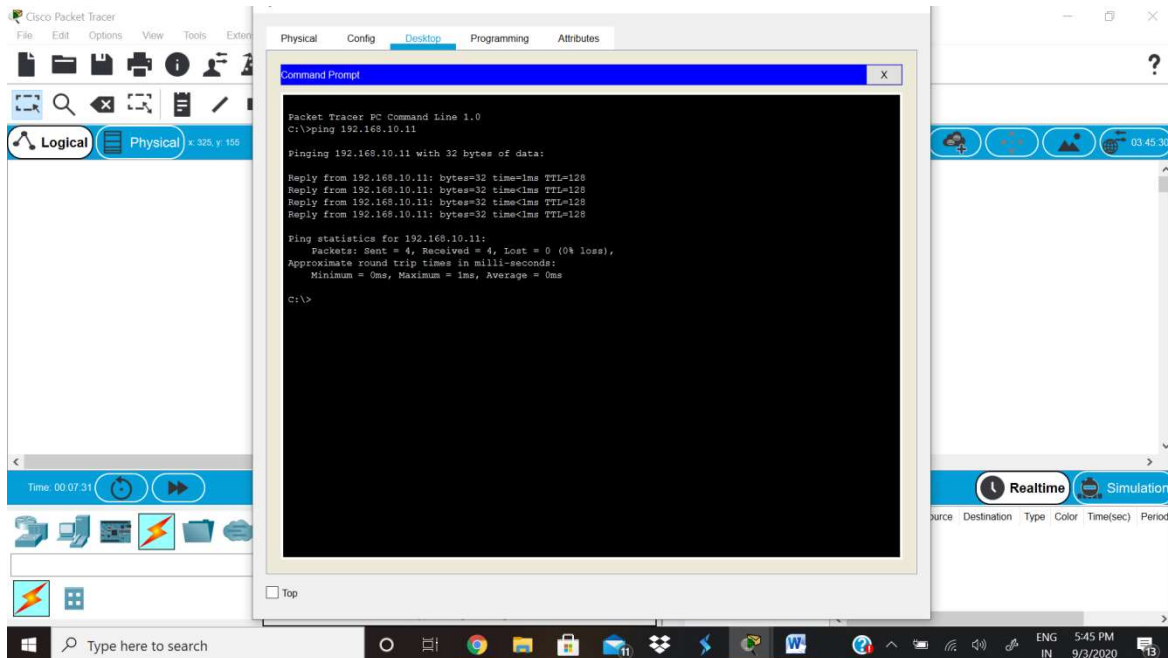 Cisco Packet Tracer
File Edit Options View Tools
Physical Config Desktop Programming Attributes
Command Prompt
X
Packet Tracer PC Command Line 1.0
C:\>ping 192.168.10.11
Pinging 192.168.10.11 with 32 bytes of data:
Reply from 192.168.10.11: bytes=32 time=1ms TTL=128
Reply from 192.168.10.11: bytes=32 time<1ms TTL=128
Reply from 192.168.10.11: bytes=32 time<1ms TTL=128
Reply from 192.168.10.11: bytes=32 time<1ms TTL=128
Ping statistics for 192.168.10.11:
Packets: Sent = 4, Received = 4, Lost = 0 (0% loss),
Approximate round trip times in milli-seconds:
Minimum = 0ms, Maximum = 1ms, Average = 0ms
C:\>
Logical Physical x: 325, y: 155
03:45:30
Time: 00:07:31
Realtime Simulation
Destination Type Color Time(sec) Period
Top
Type here to search
W
11
ENG
IN
5:45 PM
9/3/2020
13